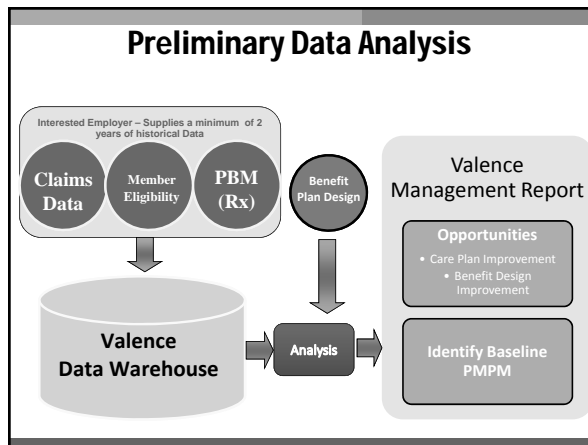 Preliminary Data Analysis
Interested Employer – Supplies a minimum of 2
years of historical Data
Claims
Data
Member
Eligibility
PBM
(Rx)
Benefit
Plan Design
Valence
Management Report
Opportunities
• Care Plan Improvement
• Benefit Design
Improvement
Valence
Data Warehouse
Analysis
Identify Baseline
PMPM